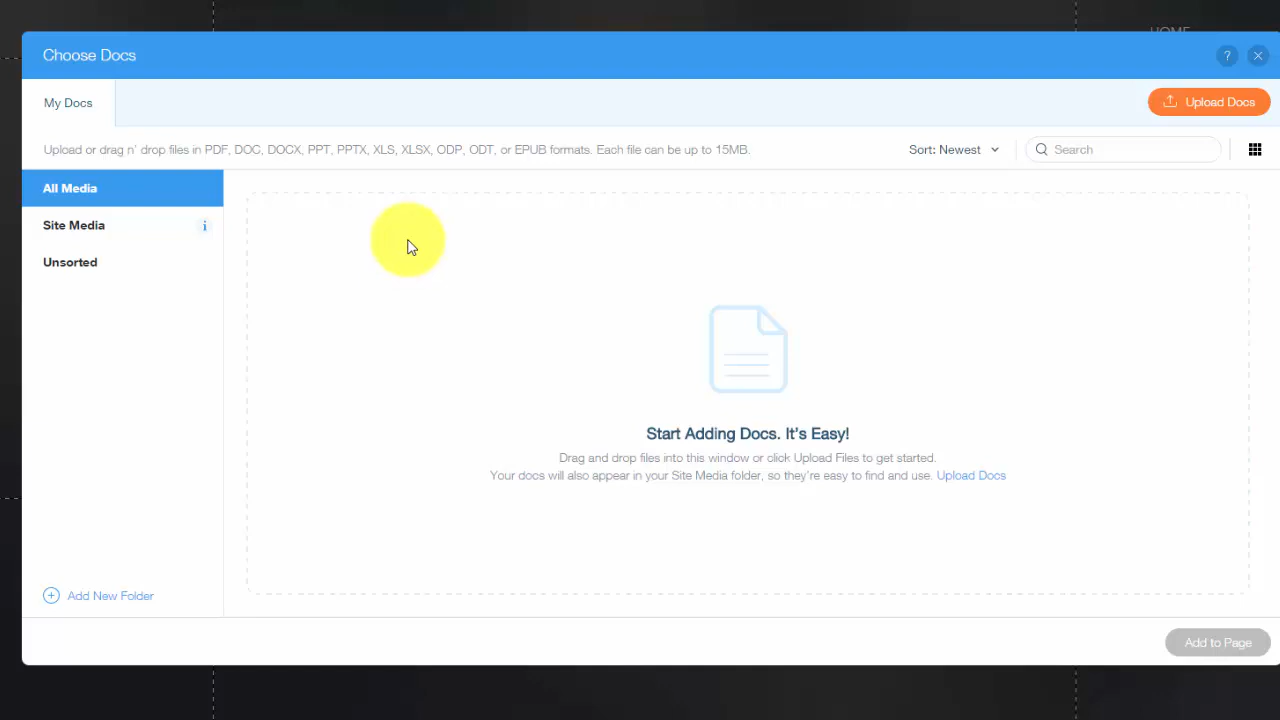 HOME
Choose Docs
?
My Docs
Upload Docs
Upload or drag n' drop files in PDF, DOC, DOCX, PPT, PPTX, XLS, XLSX, ODP, ODT, or EPUB formats. Each file can be up to 15MB.
Sort: Newest
Search
All Media
Site Media
i
Unsorted
Start Adding Docs. It's Easy!
Drag and drop files into this window or click Upload Files to get started.
Your docs will also appear in your Site Media folder, so they're easy to find and use. Upload Docs
Add New Folder
Add to Page